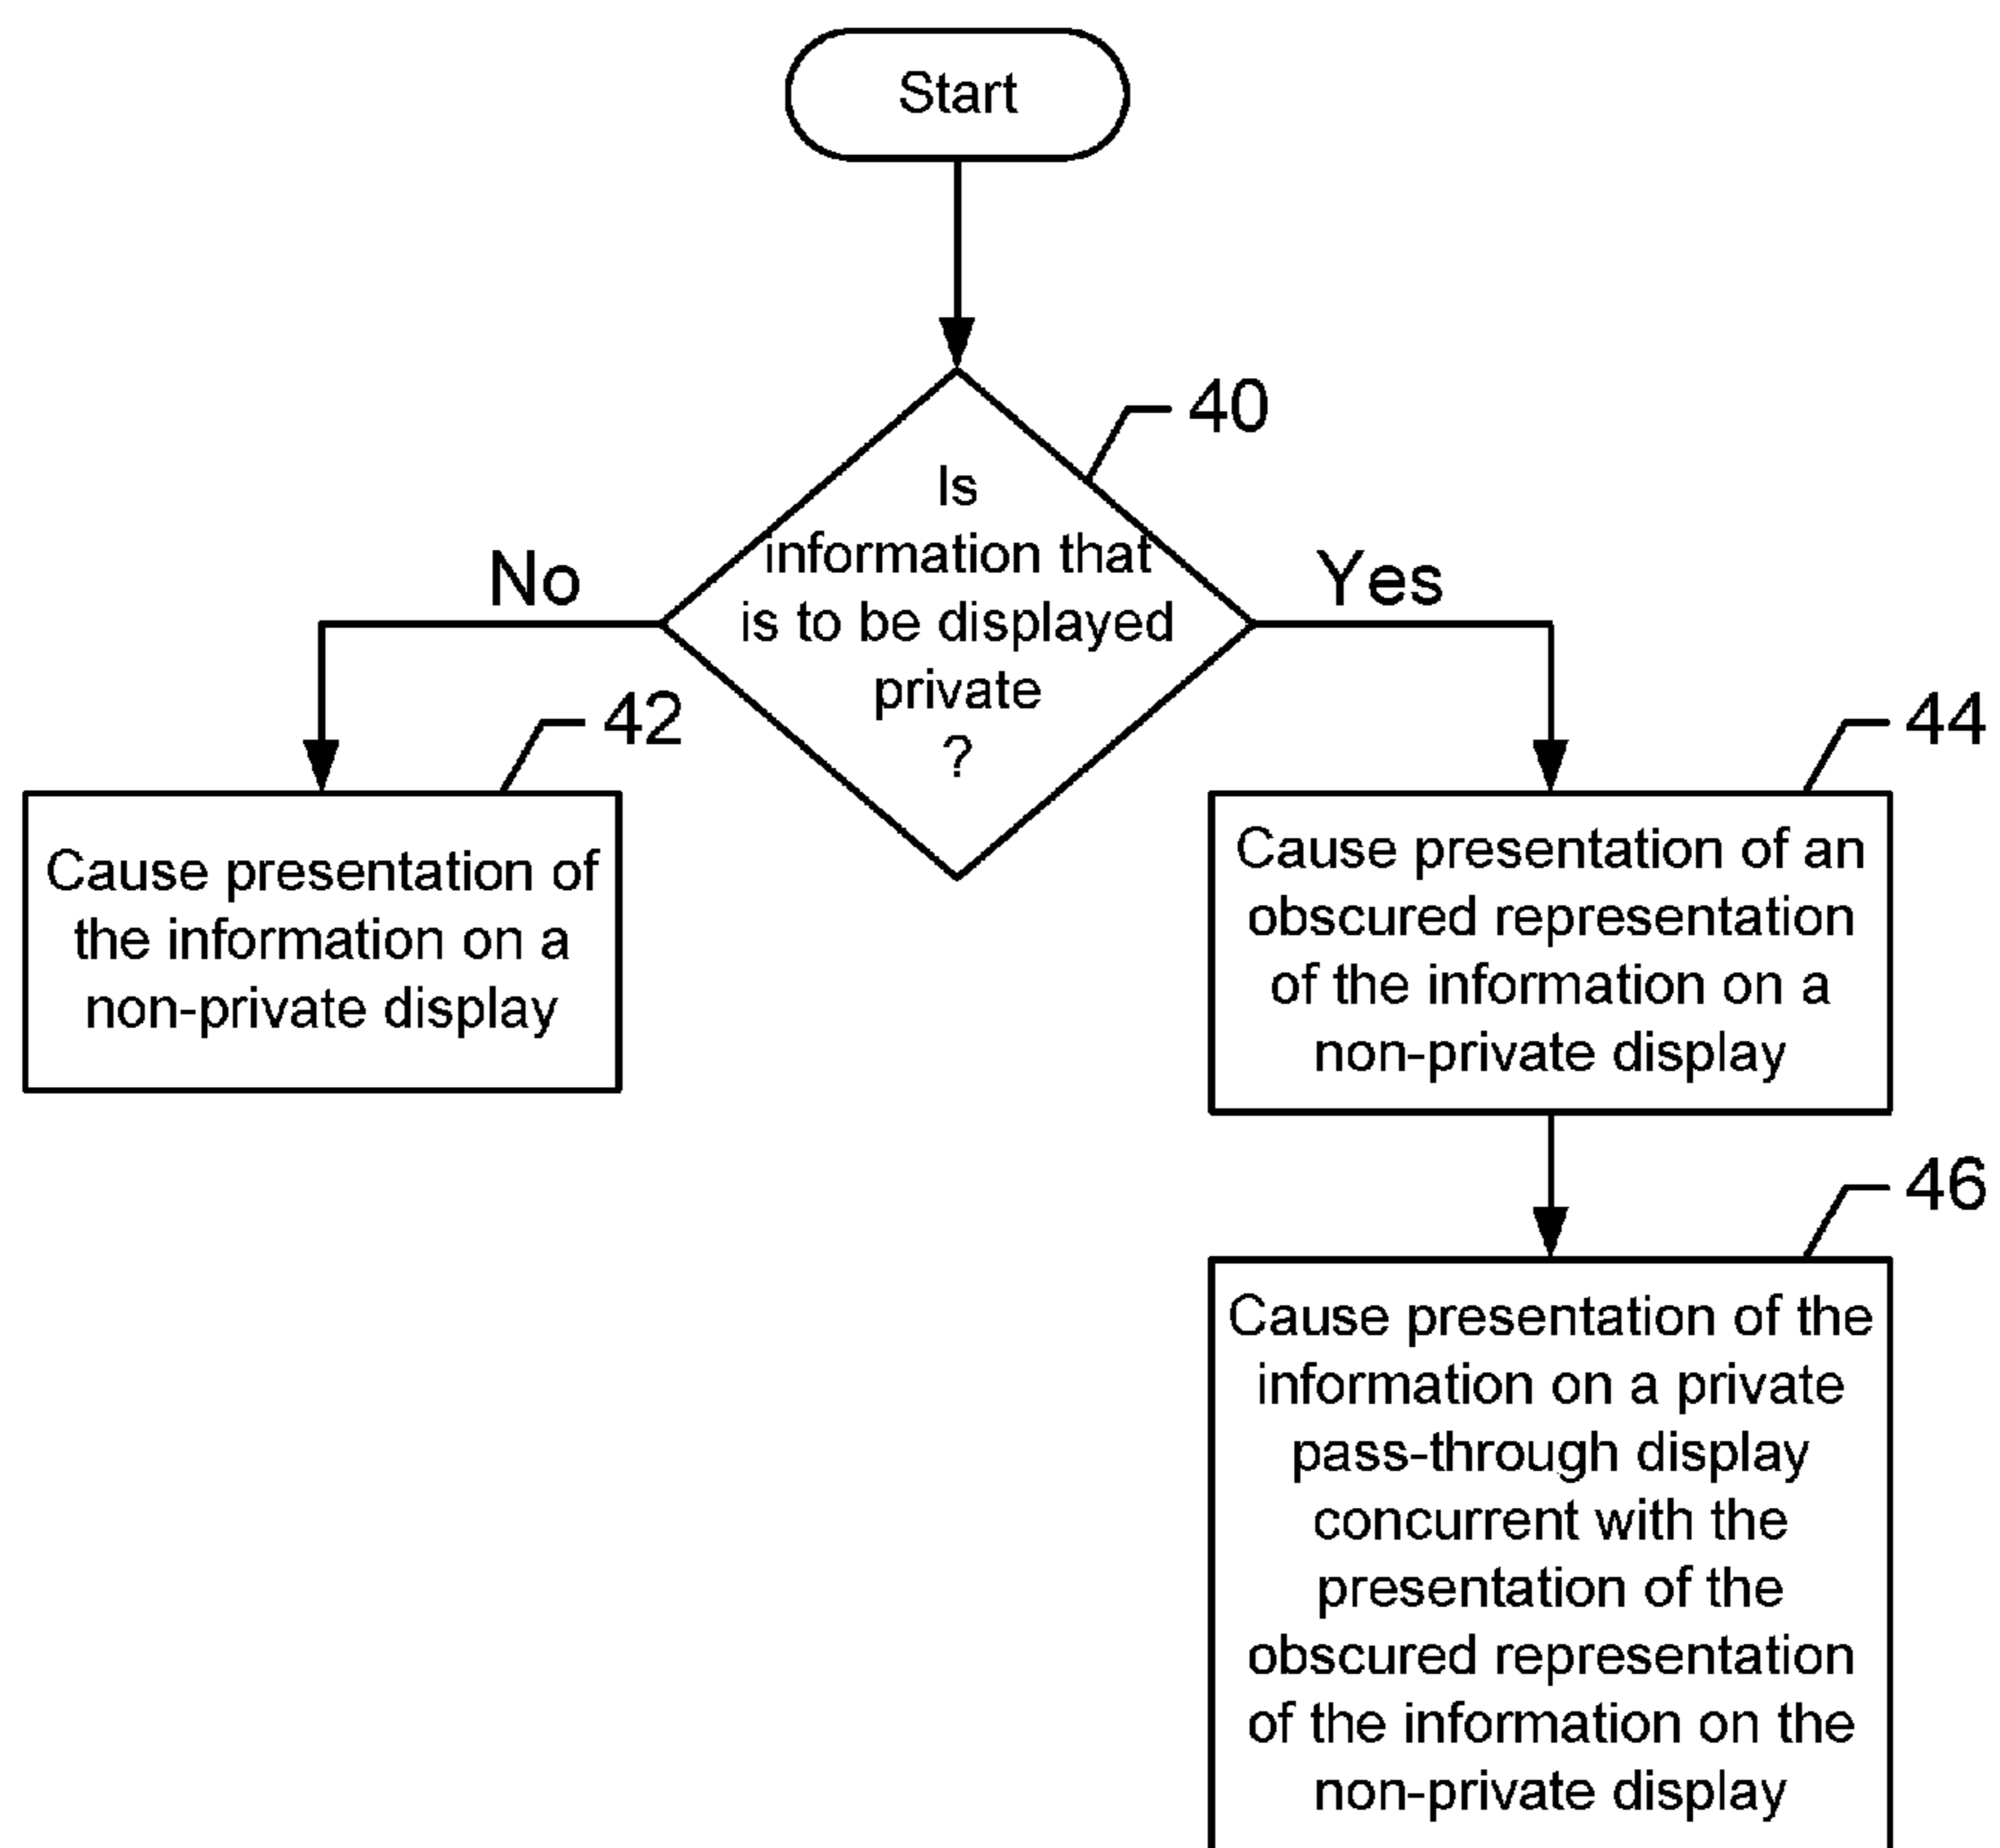 Start
40
Is
information that
is to be displayed
private
?
No
Yes
42
Cause presentation of
the information on a
non-private display
44
Cause presentation of an
obscured representation
of the information on a
non-private display
46
Cause presentation of the
information on a private
pass-through display
concurrent with the
presentation of the
obscured representation
of the information on the
non-private display